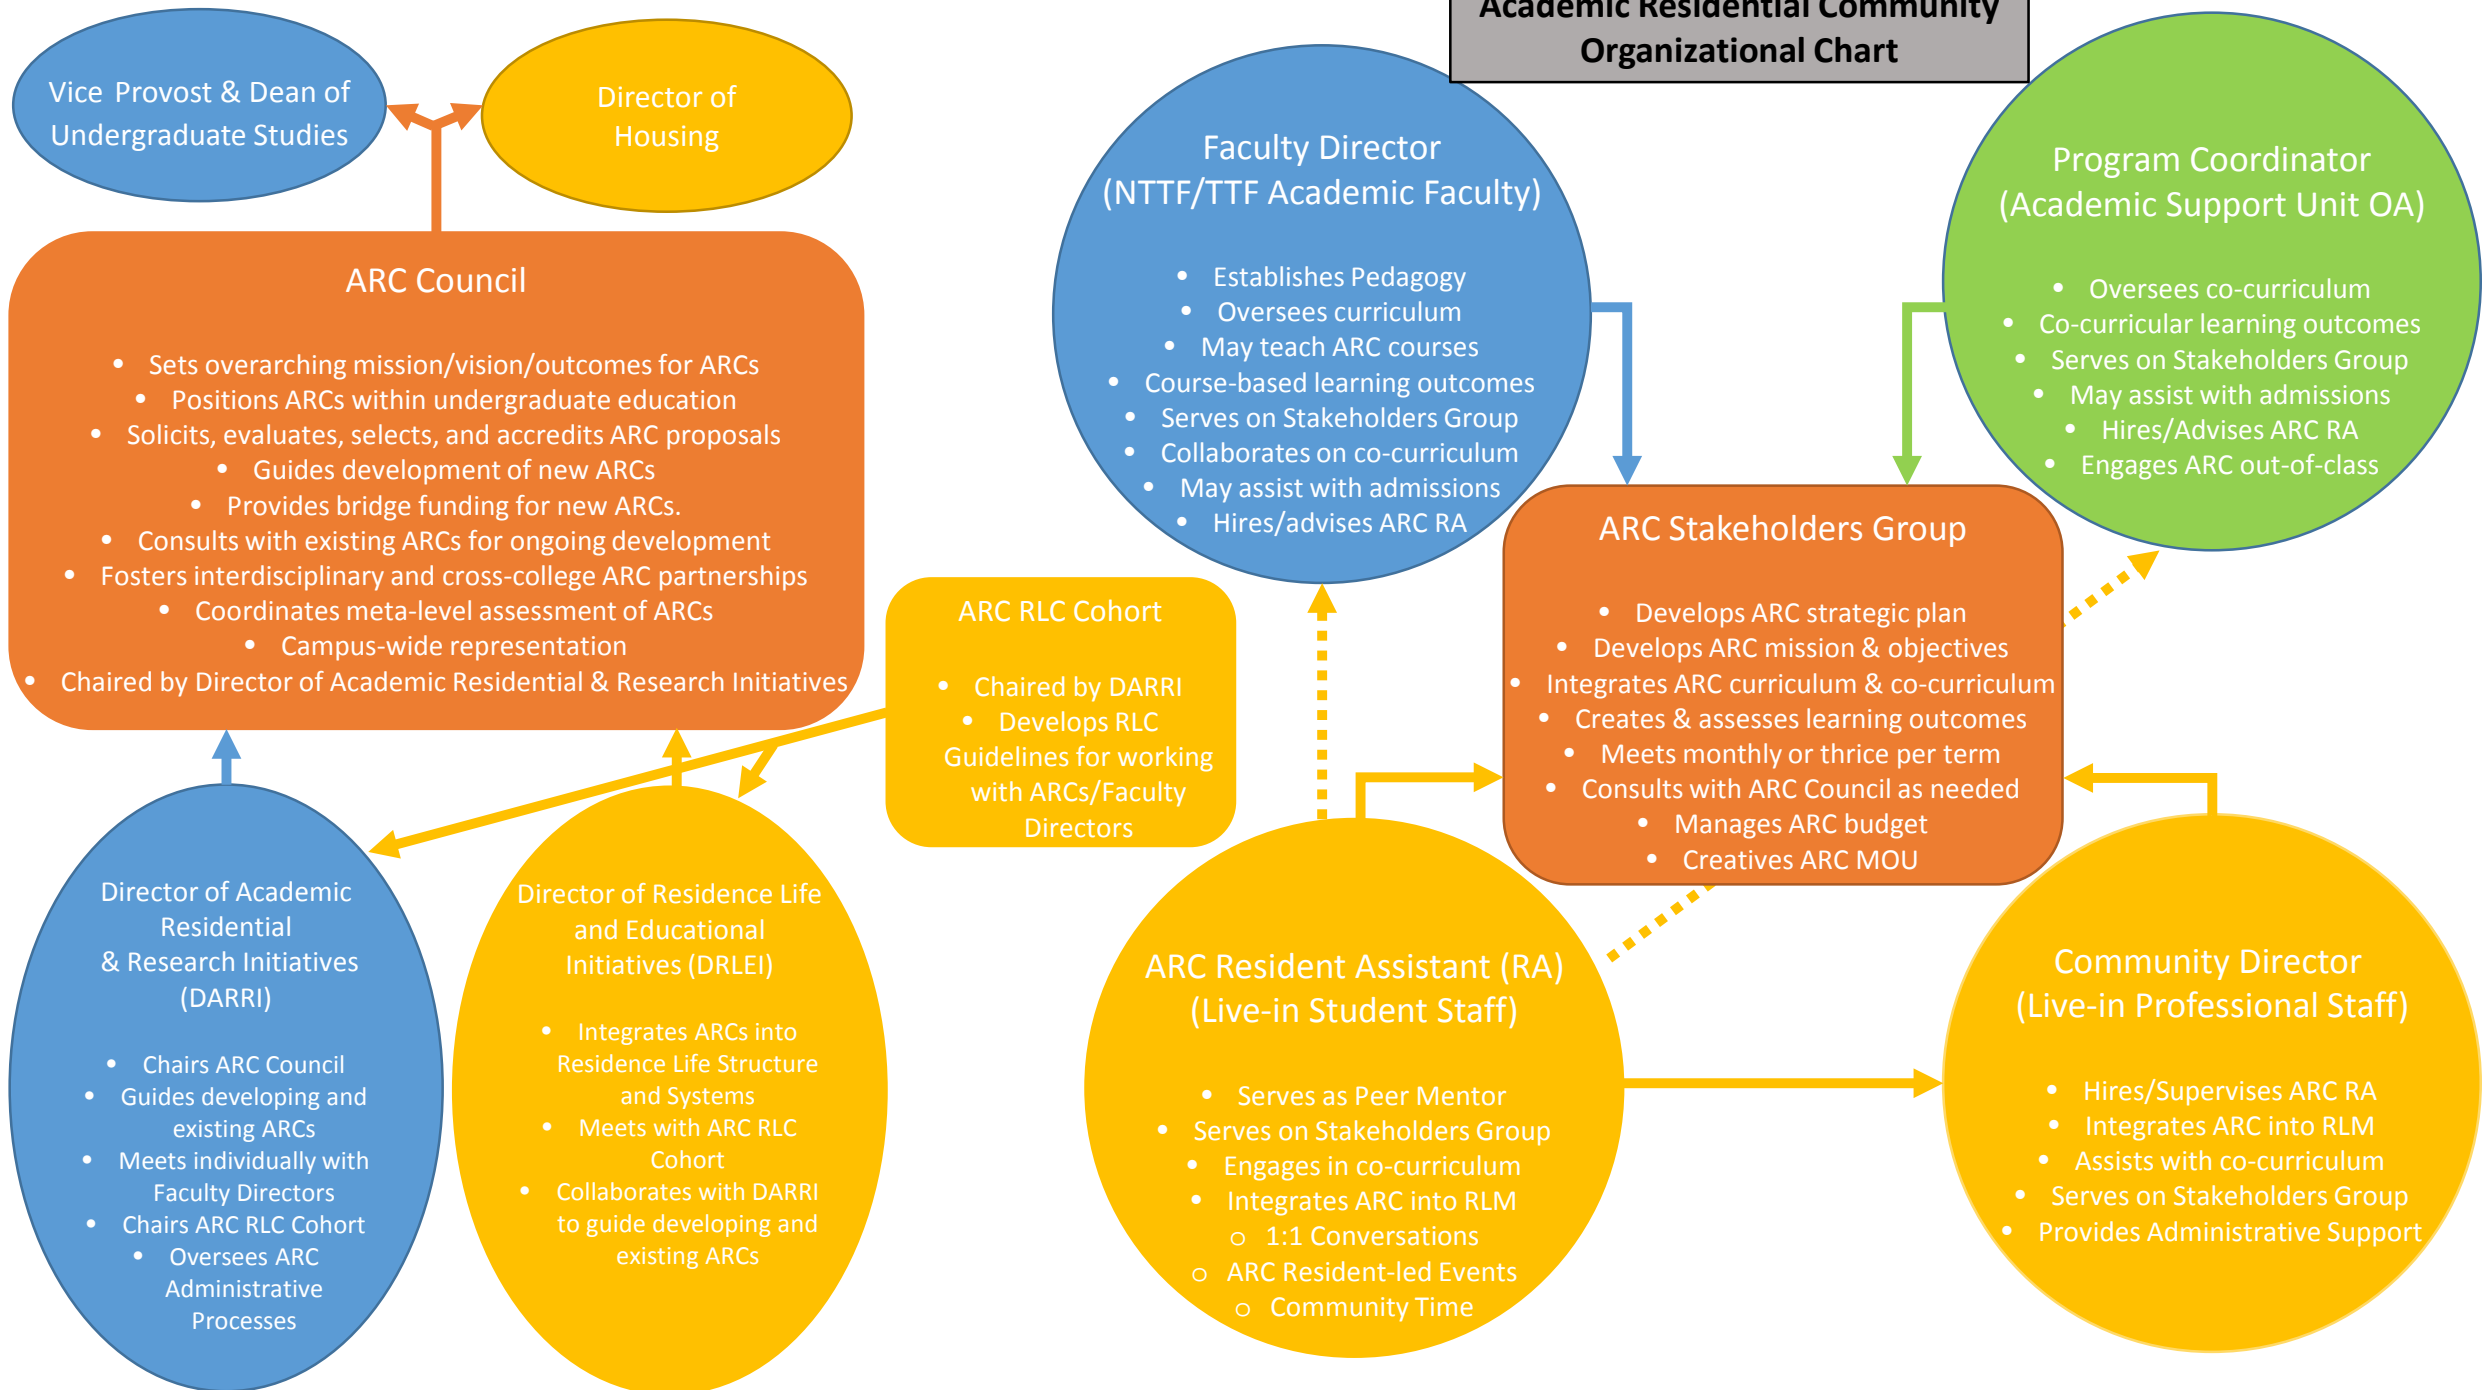 Academic Residential Community
Organizational Chart
Vice Provost & Dean of
Undergraduate Studies
Director of
Housing
ARC Council
• Sets overarching mission/vision/outcomes for ARCs
• Positions ARCs within undergraduate education
• Solicits, evaluates, selects, and accredits ARC proposals
• Guides development of new ARCs
• Provides bridge funding for new ARCs.
• Consults with existing ARCs for ongoing development
• Fosters interdisciplinary and cross-college ARC partnerships
• Coordinates meta-level assessment of ARCs
• Campus-wide representation
• Chaired by Director of Academic Residential & Research Initiatives
Director of Academic
Residential
& Research Initiatives
(DARRI)
• Chairs ARC Council
• Guides developing and
existing ARCs
• Meets individually with
Faculty Directors
• Chairs ARC RLC Cohort
• Oversees ARC
Administrative
Processes
Director of Residence Life
and Educational
Initiatives (DRLEI)
• Integrates ARCs into
Residence Life Structure
and Systems
• Meets with ARC RLC
Cohort
• Collaborates with DARRI
to guide developing and
existing ARCs
ARC RLC Cohort
• Chaired by DARRI
• Develops RLC
Guidelines for working
with ARCs/Faculty
Directors
Faculty Director
(NTTF/TTF Academic Faculty)
• Establishes Pedagogy
• Oversees curriculum
• May teach ARC courses
• Course-based learning outcomes
• Serves on Stakeholders Group
• Collaborates on co-curriculum
• May assist with admissions
• Hires/advises ARC RA
Program Coordinator
(Academic Support Unit OA)
• Oversees co-curriculum
• Co-curricular learning outcomes
• Serves on Stakeholders Group
• May assist with admissions
• Hires/Advises ARC RA
• Engages ARC out-of-class
ARC Stakeholders Group
• Develops ARC strategic plan
• Develops ARC mission & objectives
• Integrates ARC curriculum & co-curriculum
• Creates & assesses learning outcomes
• Meets monthly or thrice per term
• Consults with ARC Council as needed
• Manages ARC budget
• Creatives ARC MOU
ARC Resident Assistant (RA)
(Live-in Student Staff)
• Serves as Peer Mentor
• Serves on Stakeholders Group
• Engages in co-curriculum
• Integrates ARC into RLM
o 1:1 Conversations
o ARC Resident-led Events
o Community Time
Community Director
(Live-in Professional Staff)
• Hires/Supervises ARC RA
• Integrates ARC into RLM
• Assists with co-curriculum
• Serves on Stakeholders Group
• Provides Administrative Support